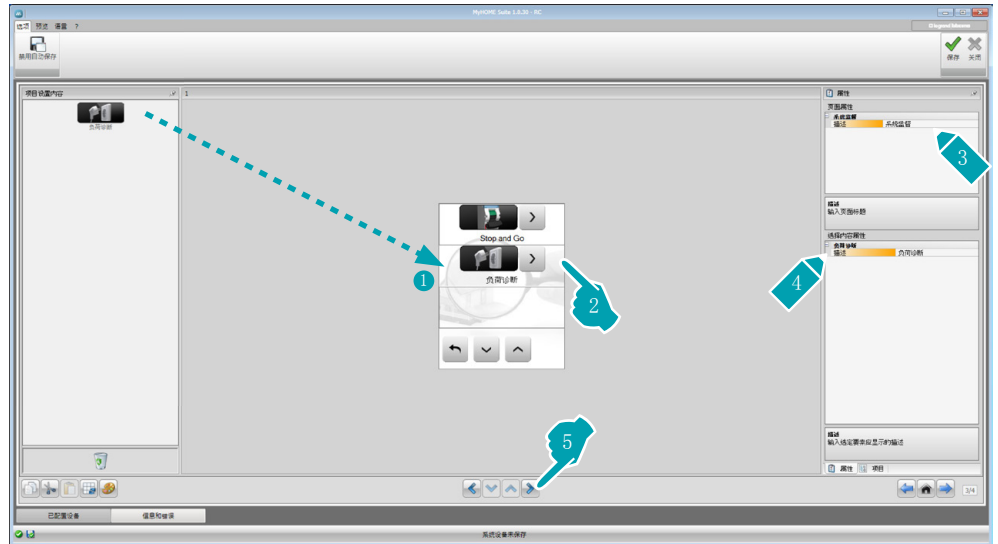 MyHOME Suite 1.0.30 - RC
选项 预览 语言 ?
禁用自动保存
保存 关闭
项目设置内容
1
属性
负荷诊断
页面属性
系统监督
描述 系统监督
3
描述
输入页面标题
选择内容属性
负荷诊断
描述 负荷诊断
4
Stop and Go
负荷诊断
1
2
5
描述
输入选定要素应显示的描述
属性 项目
3/4
已配置设备 信息和错误
系统设备未保存